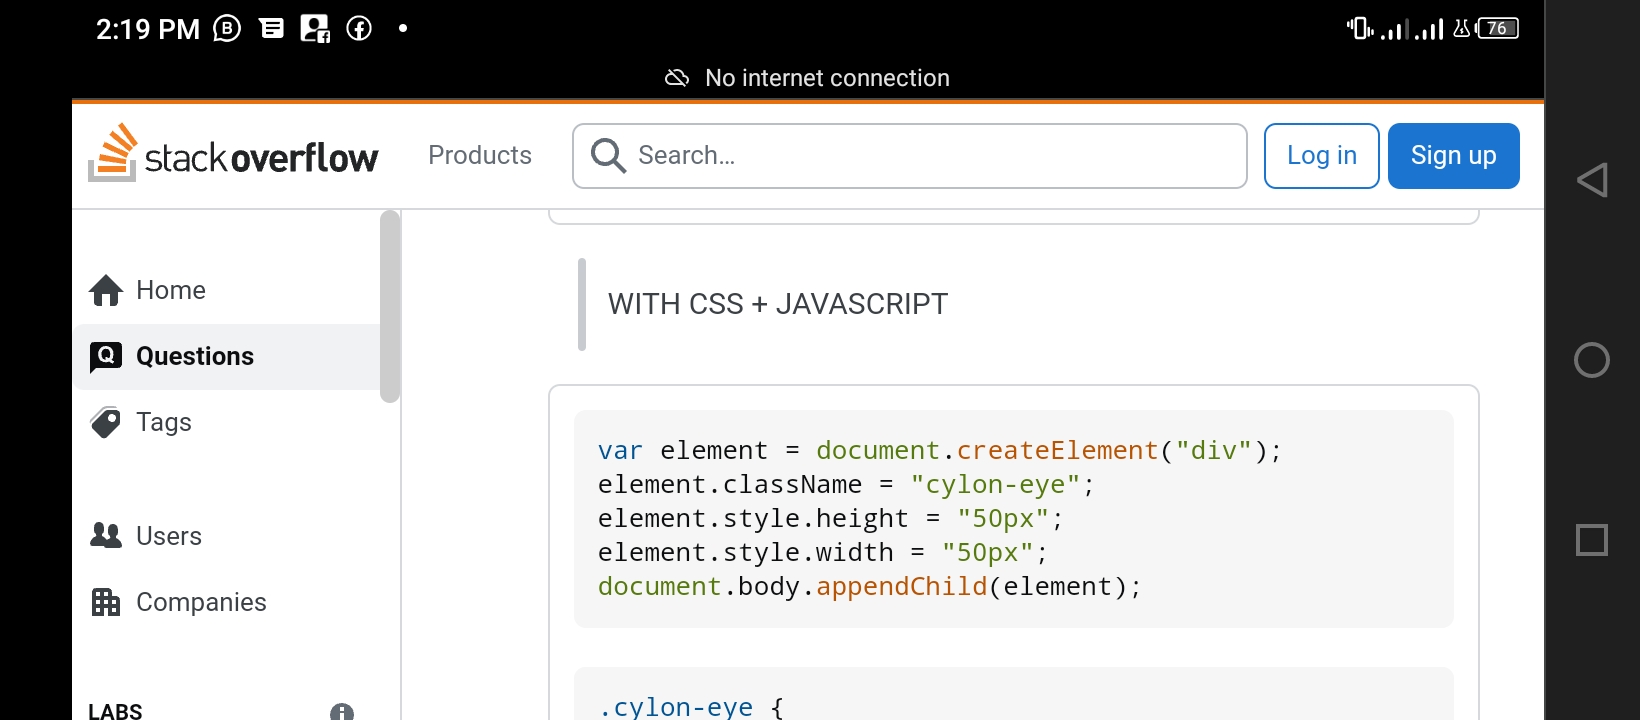 2:19 PM
76
No internet connection
stackoverflow
Products
Search...
Log in
Sign up
Home
Questions
Tags
Users
Companies
LABS
WITH CSS + JAVASCRIPT
var element = document.createElement("div");
element.className = "cylon-eye";
element.style.height = "50px";
element.style.width = "50px";
document.body.appendChild(element);
.cylon-eye {